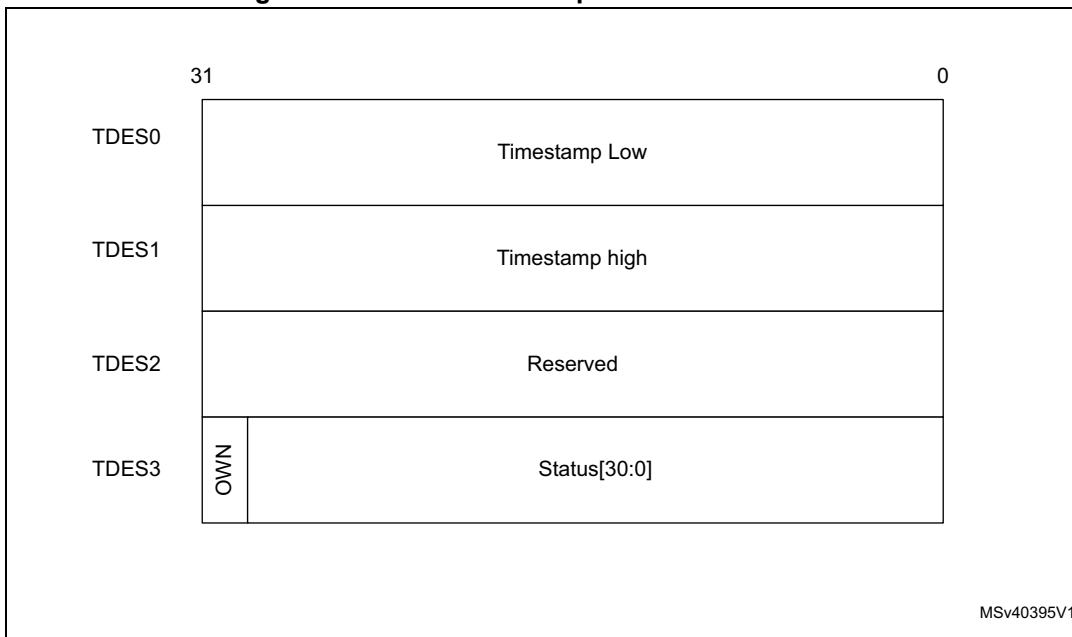 31 0
TDES0 Timestamp Low
TDES1 Timestamp high
TDES2 Reserved
TDES3 OWN Status[30:0]
MSv40395V1